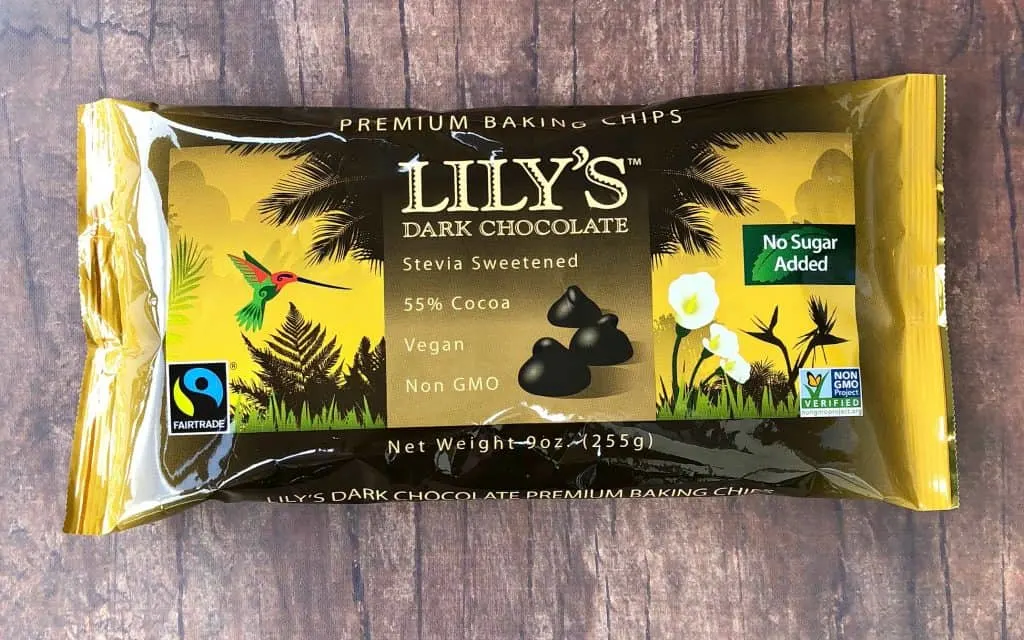 PREMIUM BAKING CHIPS
LILY'S™
DARK CHOCOLATE
Stevia Sweetened
55% Cocoa
Vegan
Non GMO
No Sugar
Added
FAIRTRADE
®
NON
GMO
Project
VERIFIED
nongmoproject.org
Net Weight 9oz. (255g)
LILY'S DARK CHOCOLATE PREMIUM BAKING CHIPS